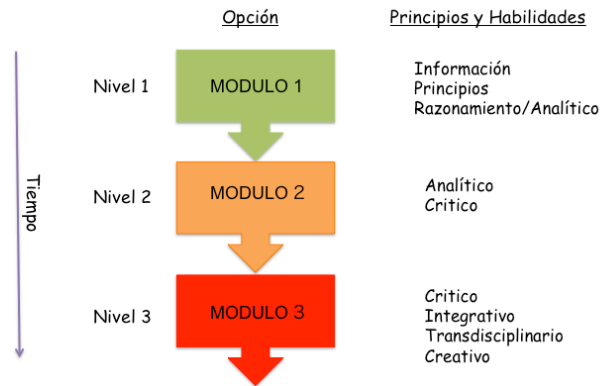 Opción
Principios y Habilidades
Nivel 1
MODULO 1
Información
Principios
Razonamiento/Analítico
Tiempo
Nivel 2
MODULO 2
Analítico
Critico
Nivel 3
MODULO 3
Critico
Integrativo
Transdisciplinario
Creativo